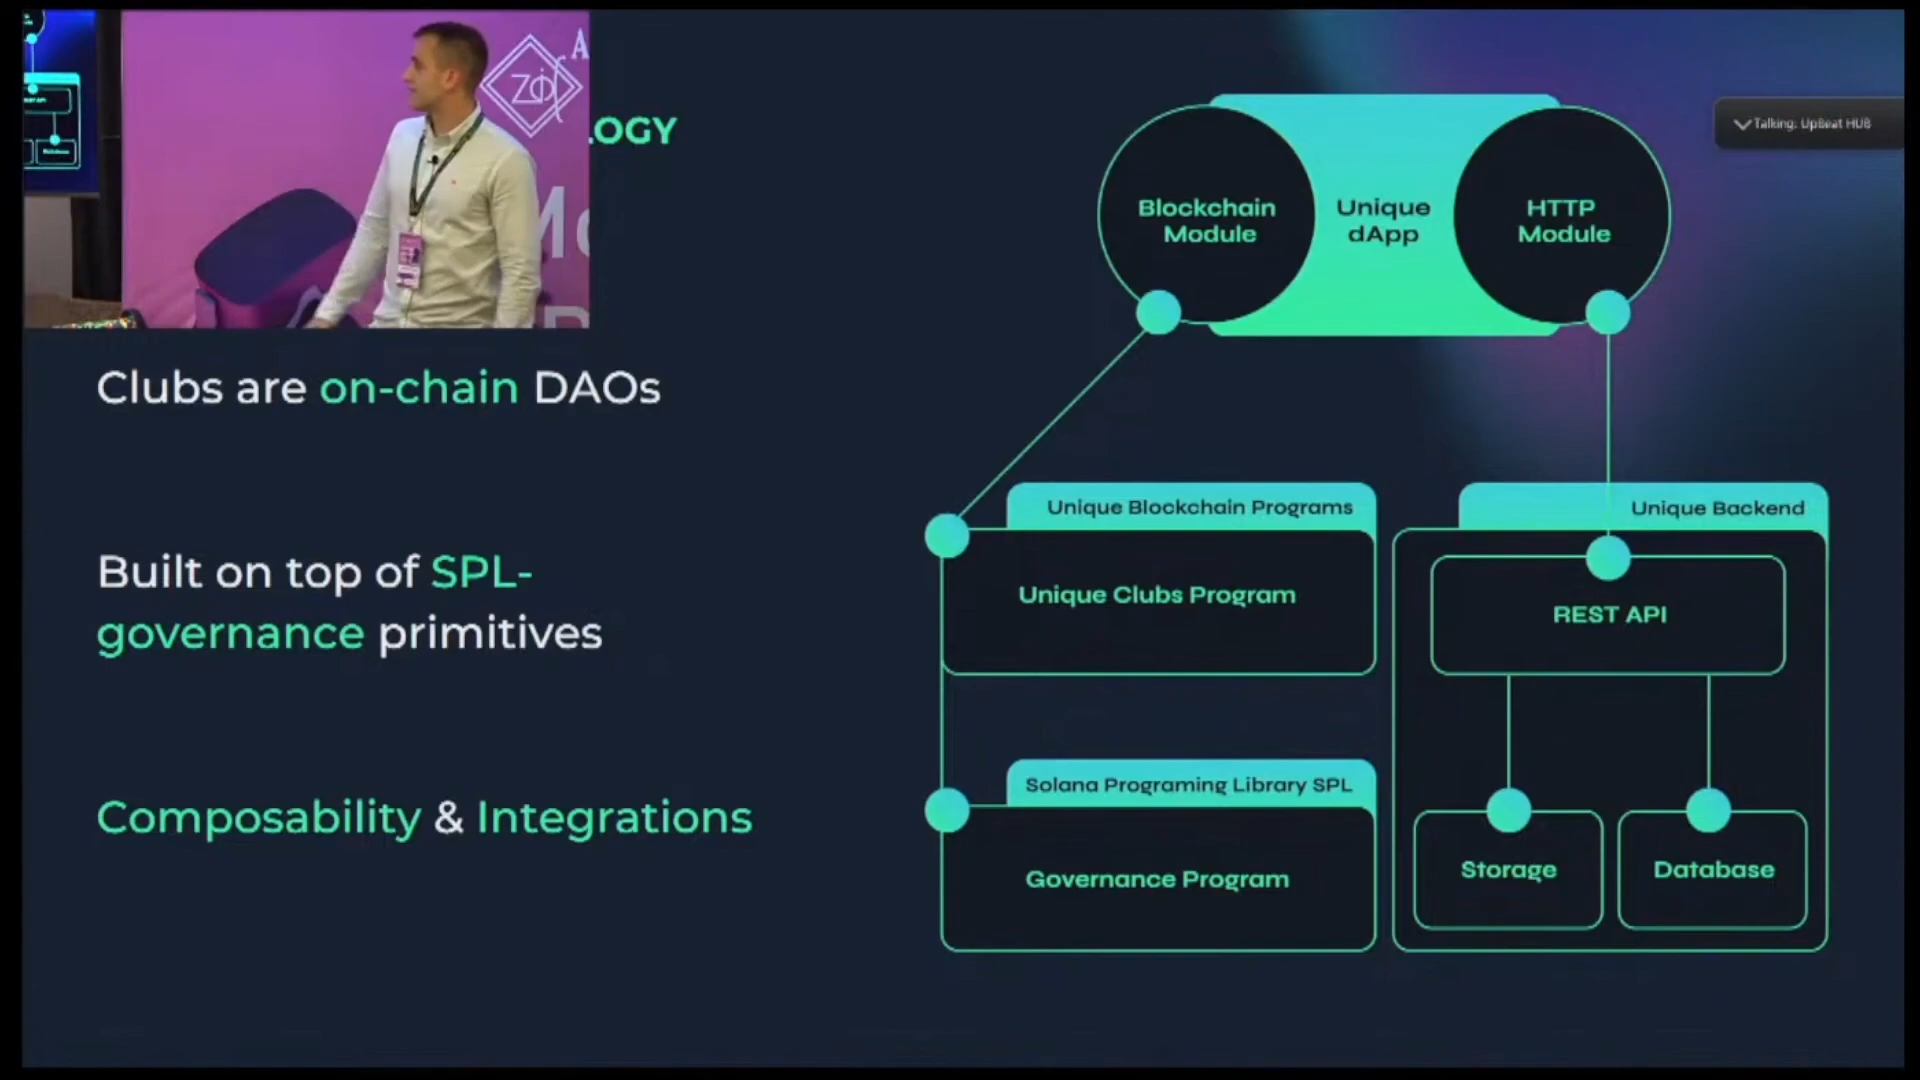 LOGY
Clubs are on-chain DAOs
Built on top of SPL-
governance primitives
Composability & Integrations
Blockchain
Module
Unique
dApp
HTTP
Module
Talking: UpBeat HUB
Unique Blockchain Programs
Unique Clubs Program
Solana Programing Library SPL
Governance Program
Unique Backend
REST API
Storage
Database